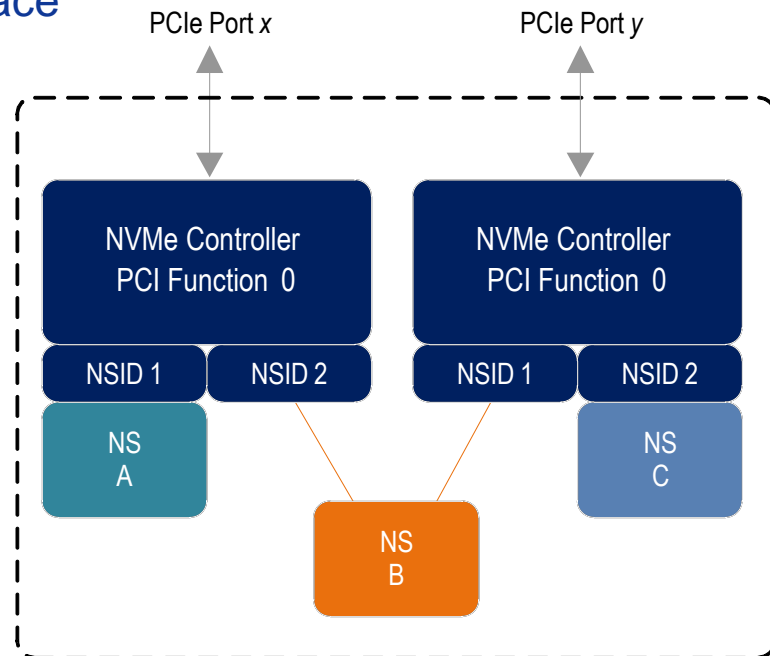 PCIe Port x
PCIe Port y
NVMe Controller
PCI Function 0
NVMe Controller
PCI Function 0
NSID 1
NSID 2
NSID 1
NSID 2
NS
A
NS
C
NS
B